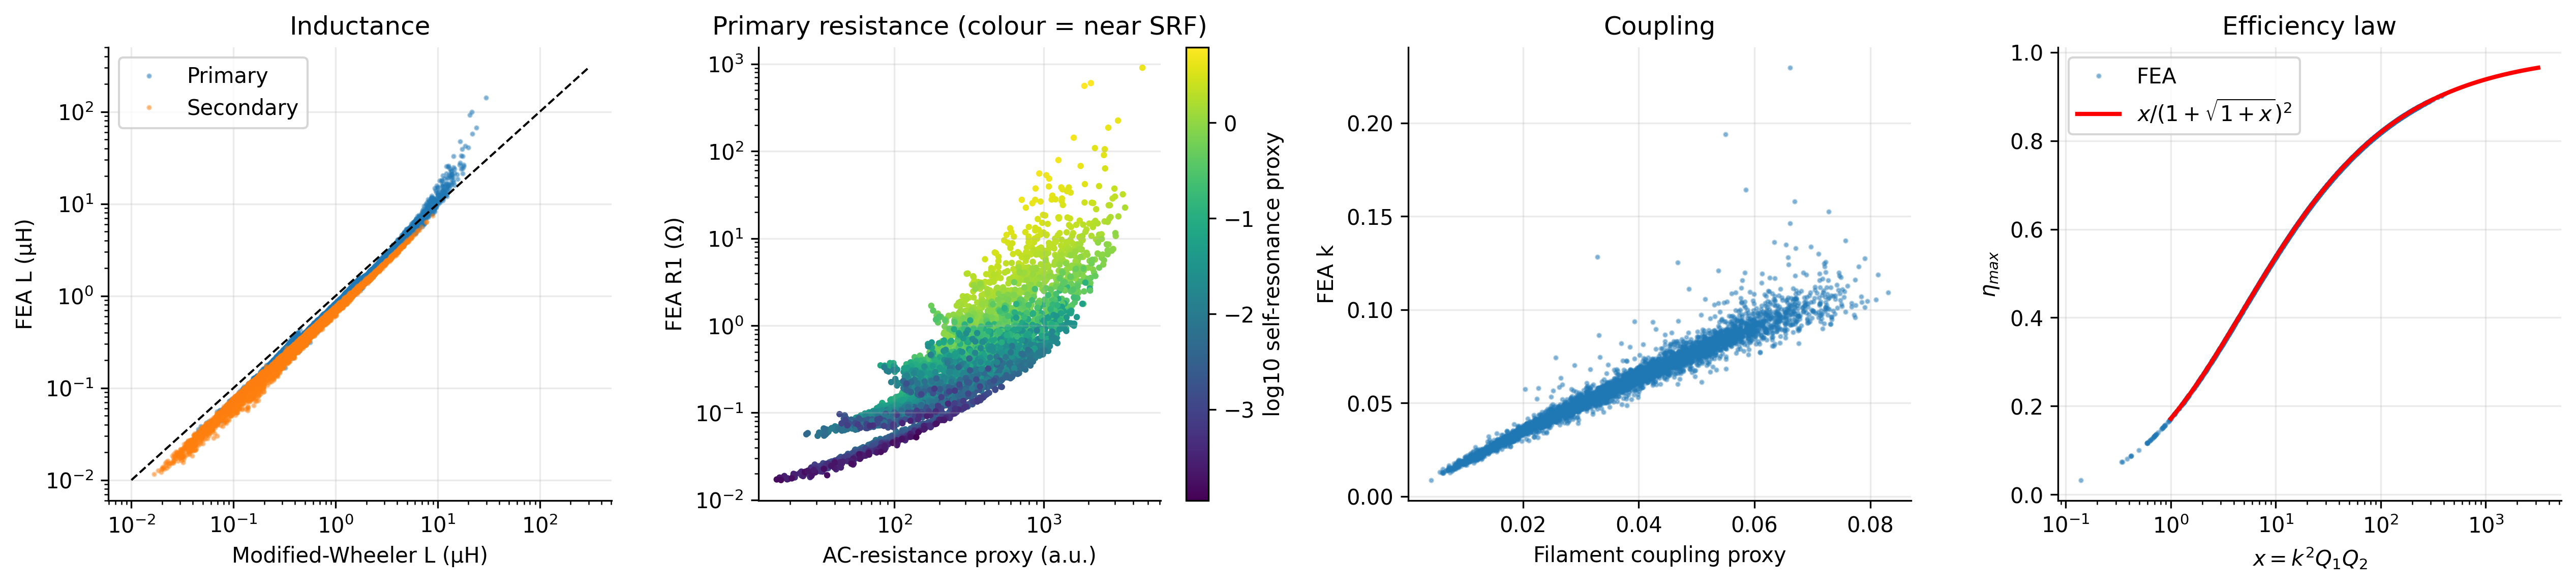 Inductance
Primary
Secondary
10² 
10¹
10⁰
10⁻¹
10⁻²
FEA L (μH)
10⁻² 10⁻¹ 10⁰ 10¹ 10²
Modified-Wheeler L (μH)
Primary resistance (colour = near SRF)
10³
10²
10¹
10⁰
10⁻¹
10⁻²
FEA R1 (Ω)
10² 10³
AC-resistance proxy (a.u.)
0
−1
−2
−3
log10 self-resonance proxy
Coupling
0.20
0.15
0.10
0.05
0.00
FEA k
0.02 0.04 0.06 0.08
Filament coupling proxy
Efficiency law
FEA
x/(1 + √1 + x)²
1.0
0.8
0.6
0.4
0.2
0.0
ηmax
10⁻¹ 10⁰ 10¹ 10² 10³
x = k²Q₁Q₂